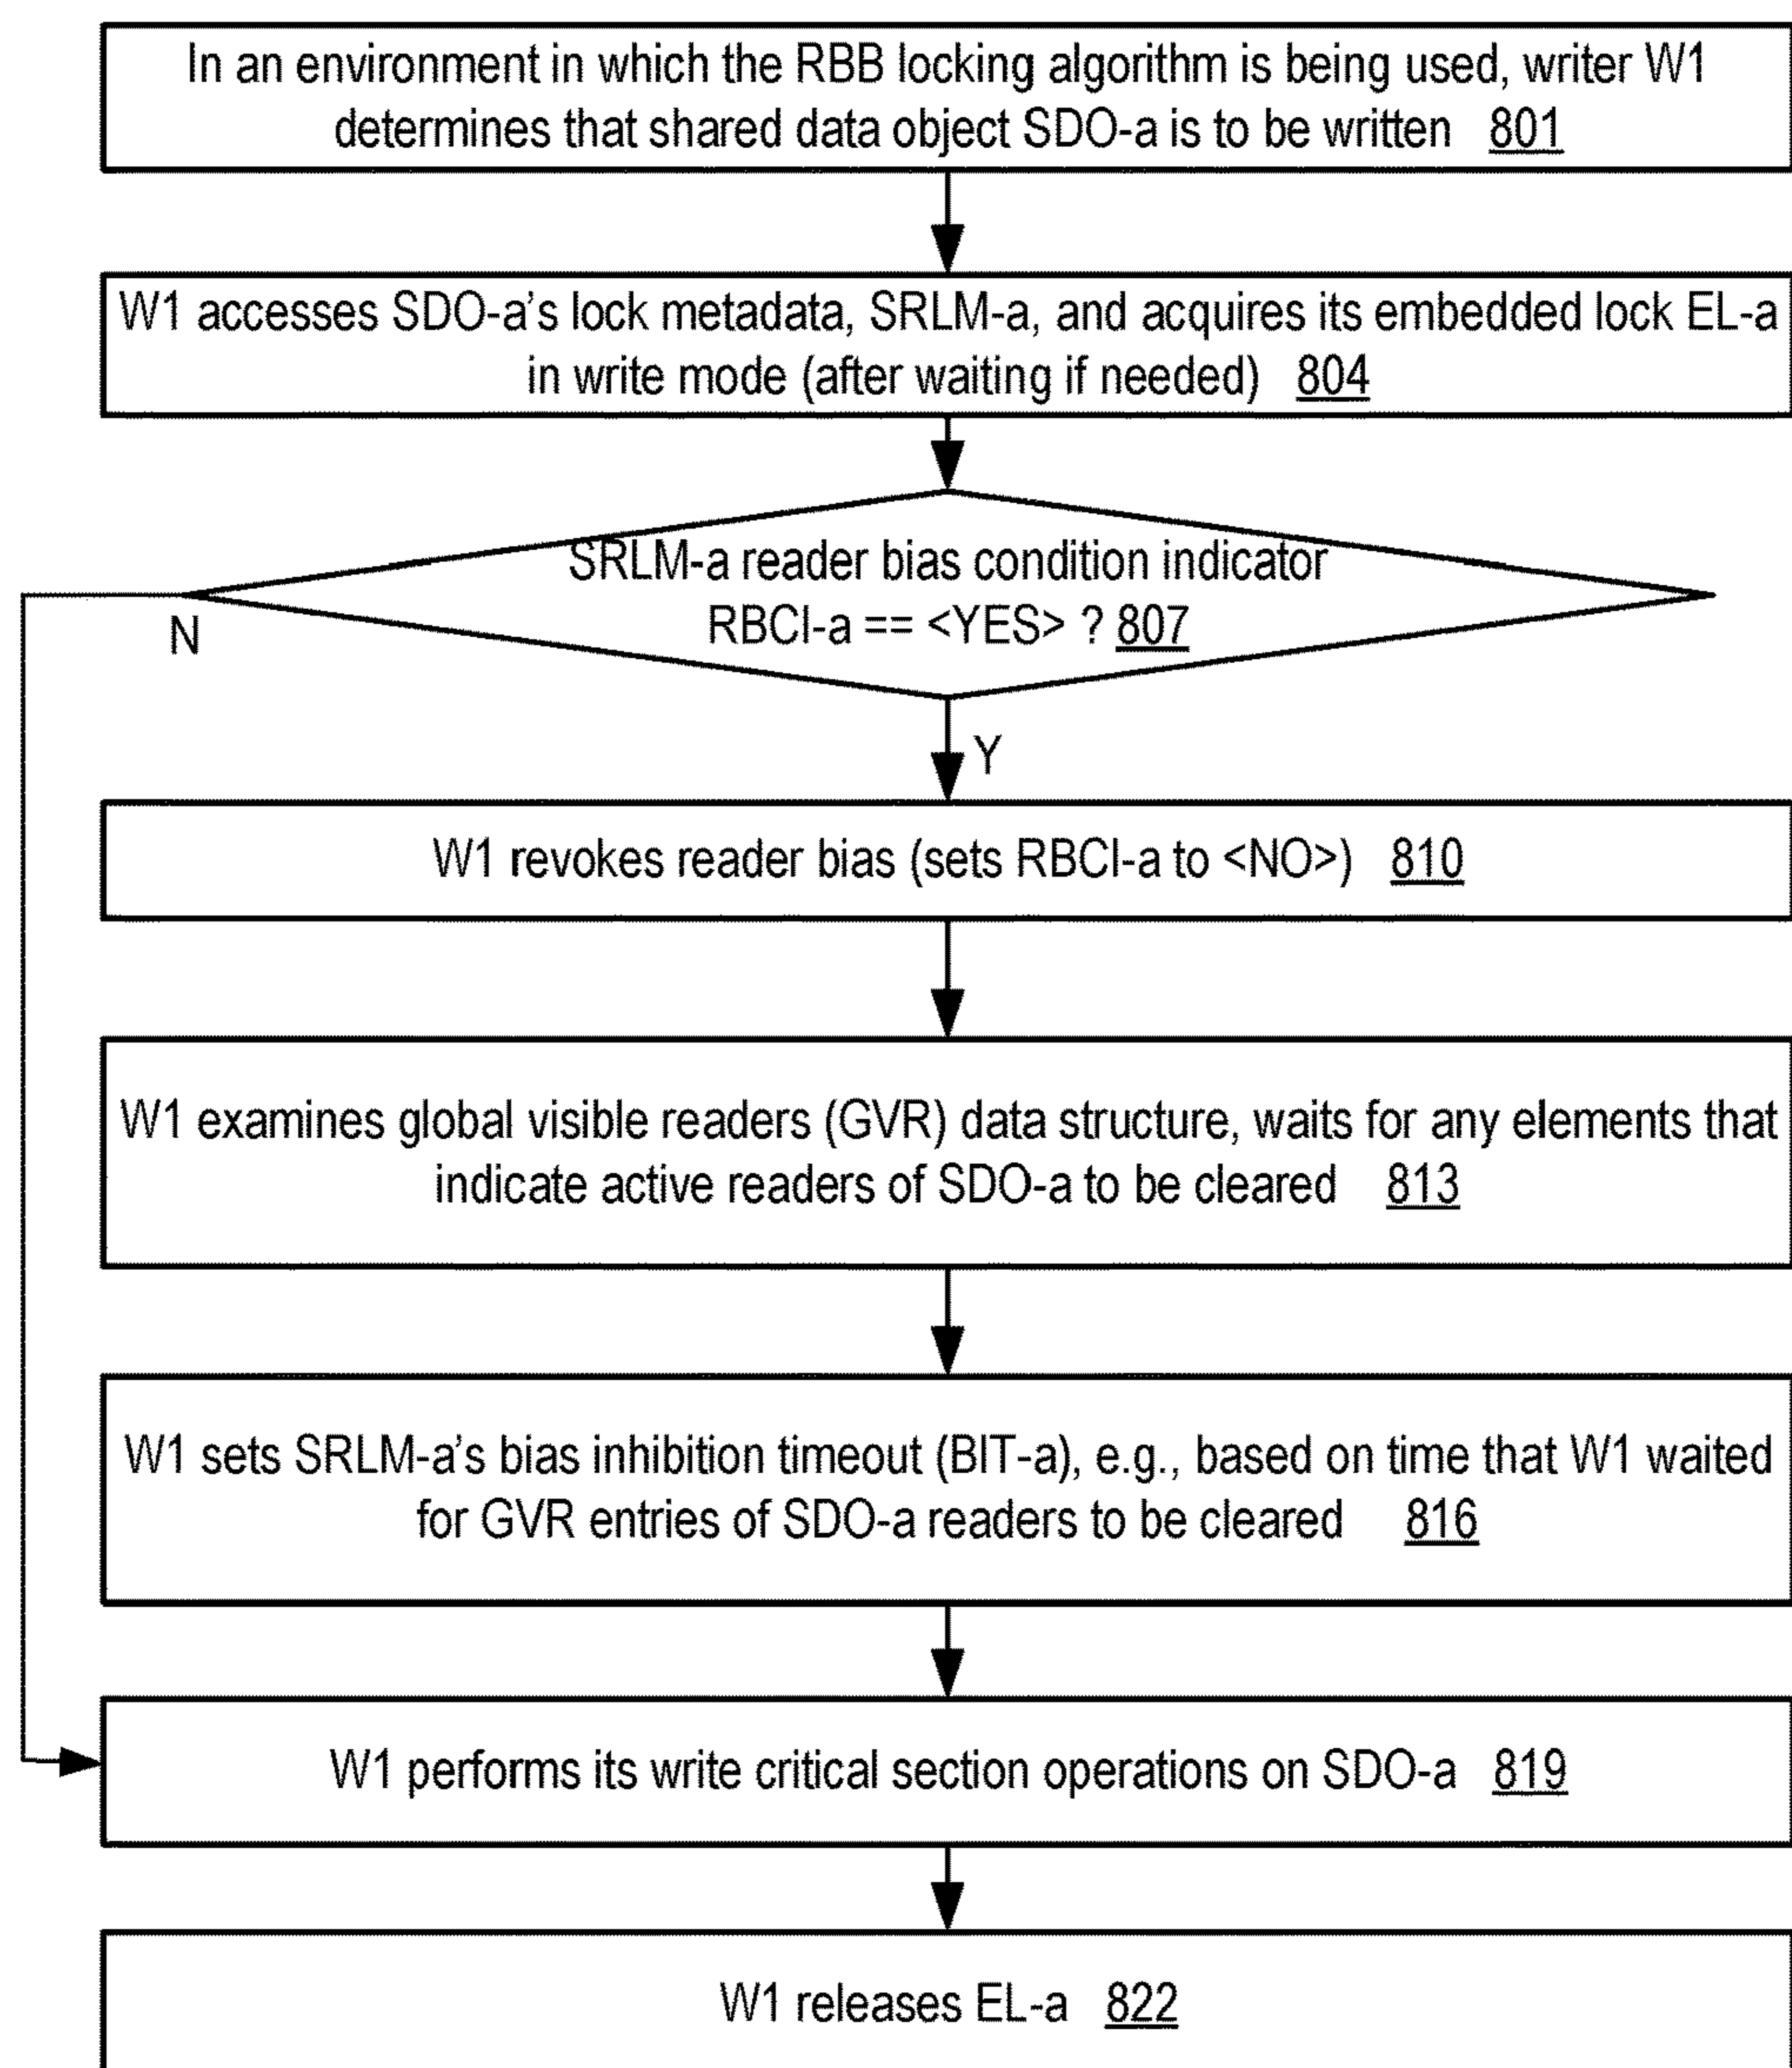 In an environment in which the RBB locking algorithm is being used, writer W1
determines that shared data object SDO-a is to be written 801
W1 accesses SDO-a's lock metadata, SRLM-a, and acquires its embedded lock EL-a
in write mode (after waiting if needed) 804
SRLM-a reader bias condition indicator
RBCI-a == <YES> ? 807
N
Y
W1 revokes reader bias (sets RBCI-a to <NO>) 810
W1 examines global visible readers (GVR) data structure, waits for any elements that
indicate active readers of SDO-a to be cleared 813
W1 sets SRLM-a's bias inhibition timeout (BIT-a), e.g., based on time that W1 waited
for GVR entries of SDO-a readers to be cleared 816
W1 performs its write critical section operations on SDO-a 819
W1 releases EL-a 822